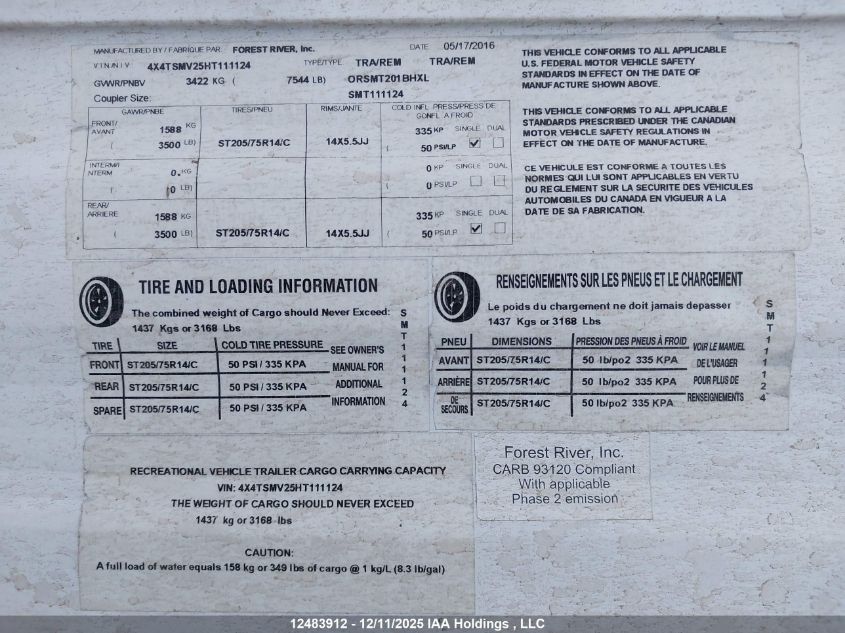 MANUFACTURED BY / FABRIQUE PAR: FOREST RIVER, Inc. DATE 05/17/2016
V I N /N I V 4X4TSMV25HT111124 TYPE/TYPE TRA/REM TRA/REM
GVWR/PNBV 3422 KG ( 7544 LB) ORSMT201BHXL
Coupler Size: SMT111124
GAWR/PNBE TIRES/PNEU RIMS/JANTE COLD INFL PRESS/PRESS DE GONFL A FROID
FRONT/ AVANT 1588 KG 335 KP SINGLE DUAL
( 3500 LB) ST205/75R14/C 14X5.5JJ ( 50 PSI/LP
INTERM/ INTERM 0. KG 0 KP SINGLE DUAL
( 0 LB) ( 0 PSI/LP
REAR/ ARRIERE 1588 KG 335 KP SINGLE DUAL
( 3500 LB) ST205/75R14/C 14X5.5JJ ( 50 PSI/LP
THIS VEHICLE CONFORMS TO ALL APPLICABLE
U.S. FEDERAL MOTOR VEHICLE SAFETY
STANDARDS IN EFFECT ON THE DATE OF
MANUFACTURE SHOWN ABOVE.
THIS VEHICLE CONFORMS TO ALL APPLICABLE
STANDARDS PRESCRIBED UNDER THE CANADIAN
MOTOR VEHICLE SAFETY REGULATIONS IN
EFFECT ON THE DATE OF MANUFACTURE.
CE VEHICULE EST CONFORME A TOUTES LES
NORMES QUI LUI SONT APPLICABLES EN VERTU
DU REGLEMENT SUR LA SECURITE DES VEHICULES
AUTOMOBILES DU CANADA EN VIGUEUR A LA
DATE DE SA FABRICATION.
TIRE AND LOADING INFORMATION
The combined weight of Cargo should Never Exceed:
1437 Kgs or 3168 Lbs
TIRE SIZE COLD TIRE PRESSURE
FRONT ST205/75R14/C 50 PSI / 335 KPA
REAR ST205/75R14/C 50 PSI / 335 KPA
SPARE ST205/75R14/C 50 PSI / 335 KPA
SEE OWNER'S
MANUAL FOR
ADDITIONAL
INFORMATION
SMT111124
RENSEIGNEMENTS SUR LES PNEUS ET LE CHARGEMENT
Le poids du chargement ne doit jamais depasser
1437 Kgs or 3168 Lbs
PNEU DIMENSIONS PRESSION DES PNEUS À FROID
AVANT ST205/75R14/C 50 lb/po2 335 KPA
ARRIÈRE ST205/75R14/C 50 lb/po2 335 KPA
DE SECOURS ST205/75R14/C 50 lb/po2 335 KPA
VOIR LE MANUEL
DE L'USAGER
POUR PLUS DE
RENSEIGNEMENTS
SMT111124
RECREATIONAL VEHICLE TRAILER CARGO CARRYING CAPACITY
VIN: 4X4TSMV25HT111124
THE WEIGHT OF CARGO SHOULD NEVER EXCEED
1437 kg or 3168 lbs
CAUTION:
A full load of water equals 158 kg or 349 lbs of cargo @ 1 kg/L (8.3 lb/gal)
Forest River, Inc.
CARB 93120 Compliant
With applicable
Phase 2 emission
12483912 - 12/11/2025 IAA Holdings , LLC